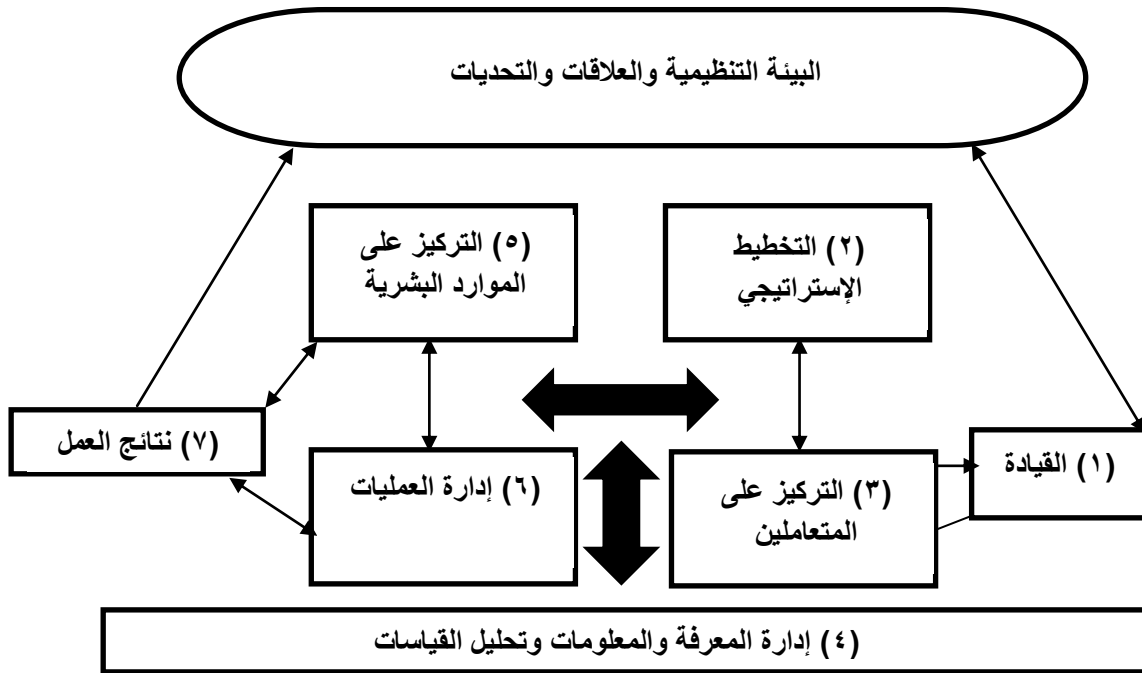 البيئة التنظيمية والعلاقات والتحديات
(٢) التخطيط
الإستراتيجي
(٥) التركيز على
الموارد البشرية
(١) القيادة
(٧) نتائج العمل
(٣) التركيز على
المتعاملين
(٦) إدارة العمليات
(٤) إدارة المعرفة والمعلومات وتحليل القياسات